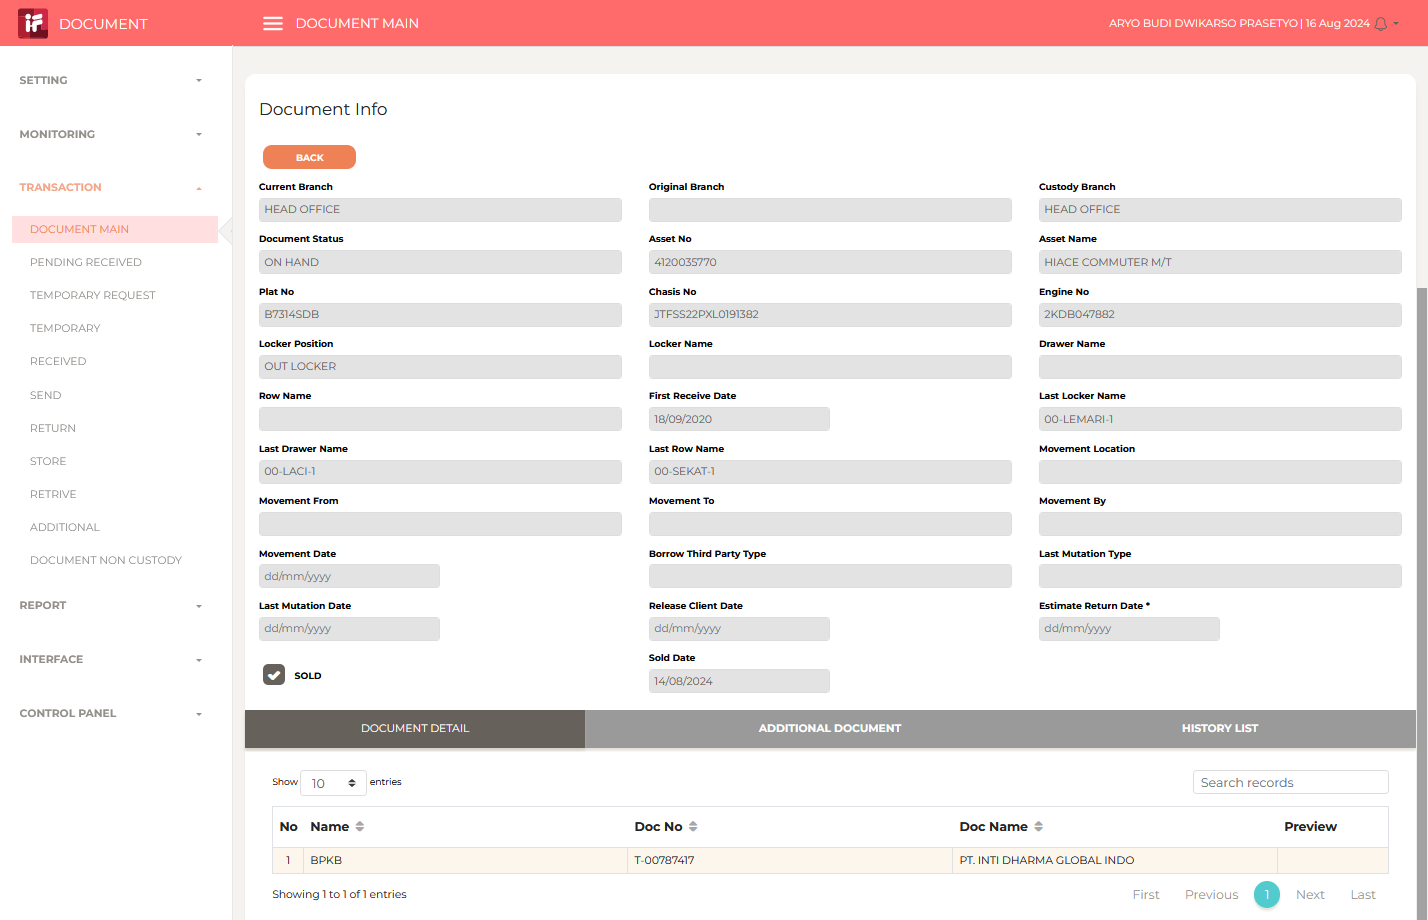 iF DOCUMENT
DOCUMENT MAIN
ARYO BUDI DWIKARSO PRASETYO | 16 Aug 2024
SETTING
MONITORING
TRANSACTION
DOCUMENT MAIN
PENDING RECEIVED
TEMPORARY REQUEST
TEMPORARY
RECEIVED
SEND
RETURN
STORE
RETRIVE
ADDITIONAL
DOCUMENT NON CUSTODY
REPORT
INTERFACE
CONTROL PANEL
Document Info
BACK
Current Branch Original Branch Custody Branch
HEAD OFFICE HEAD OFFICE
Document Status Asset No Asset Name
ON HAND 4120035770 HIACE COMMUTER M/T
Plat No Chasis No Engine No
B7314SDB JTFSS22PXL0191382 2KDB047882
Locker Position Locker Name Drawer Name
OUT LOCKER
Row Name First Receive Date Last Locker Name
18/09/2020 00-LEMARI-1
Last Drawer Name Last Row Name Movement Location
00-LACI-1 00-SEKAT-1
Movement From Movement To Movement By
Movement Date Borrow Third Party Type Last Mutation Type
dd/mm/yyyy
Last Mutation Date Release Client Date Estimate Return Date *
dd/mm/yyyy dd/mm/yyyy dd/mm/yyyy
Sold Date
SOLD
14/08/2024
DOCUMENT DETAIL ADDITIONAL DOCUMENT HISTORY LIST
Show 10 entries Search records
No Name Doc No Doc Name Preview
1 BPKB T-00787417 PT. INTI DHARMA GLOBAL INDO
Showing 1 to 1 of 1 entries First Previous 1 Next Last